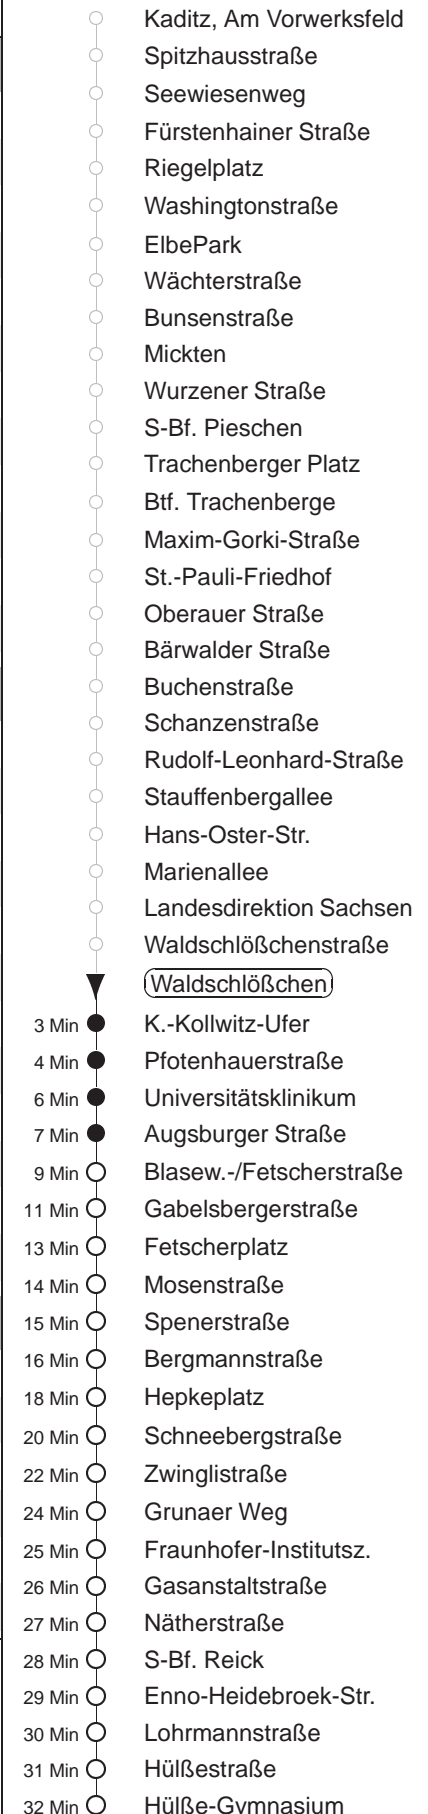 Kaditz, Am Vorwerksfeld
Spitzhausstraße
Seewiesenweg
Fürstenhainer Straße
Riegelplatz
Washingtonstraße
ElbePark
Wächterstraße
Bunsenstraße
Mickten
Wurzener Straße
S-Bf. Pieschen
Trachenberger Platz
Btf. Trachenberge
Maxim-Gorki-Straße
St.-Pauli-Friedhof
Oberauer Straße
Bärwalder Straße
Buchenstraße
Schanzenstraße
Rudolf-Leonhard-Straße
Stauffenbergallee
Hans-Oster-Str.
Marienallee
Landesdirektion Sachsen
Waldschlößchenstraße
Waldschlößchen
3 Min K.-Kollwitz-Ufer
4 Min Pfotenhauerstraße
6 Min Universitätsklinikum
7 Min Augsburger Straße
9 Min Blasew.-/Fetscherstraße
11 Min Gabelsbergerstraße
13 Min Fetscherplatz
14 Min Mosenstraße
15 Min Spenerstraße
16 Min Bergmannstraße
18 Min Hepkeplatz
20 Min Schneebergstraße
22 Min Zwinglistraße
24 Min Grunaer Weg
25 Min Fraunhofer-Institutsz.
26 Min Gasanstaltstraße
27 Min Nätherstraße
28 Min S-Bf. Reick
29 Min Enno-Heidebroek-Str.
30 Min Lohrmannstraße
31 Min Hülßestraße
32 Min Hülße-Gymnasium